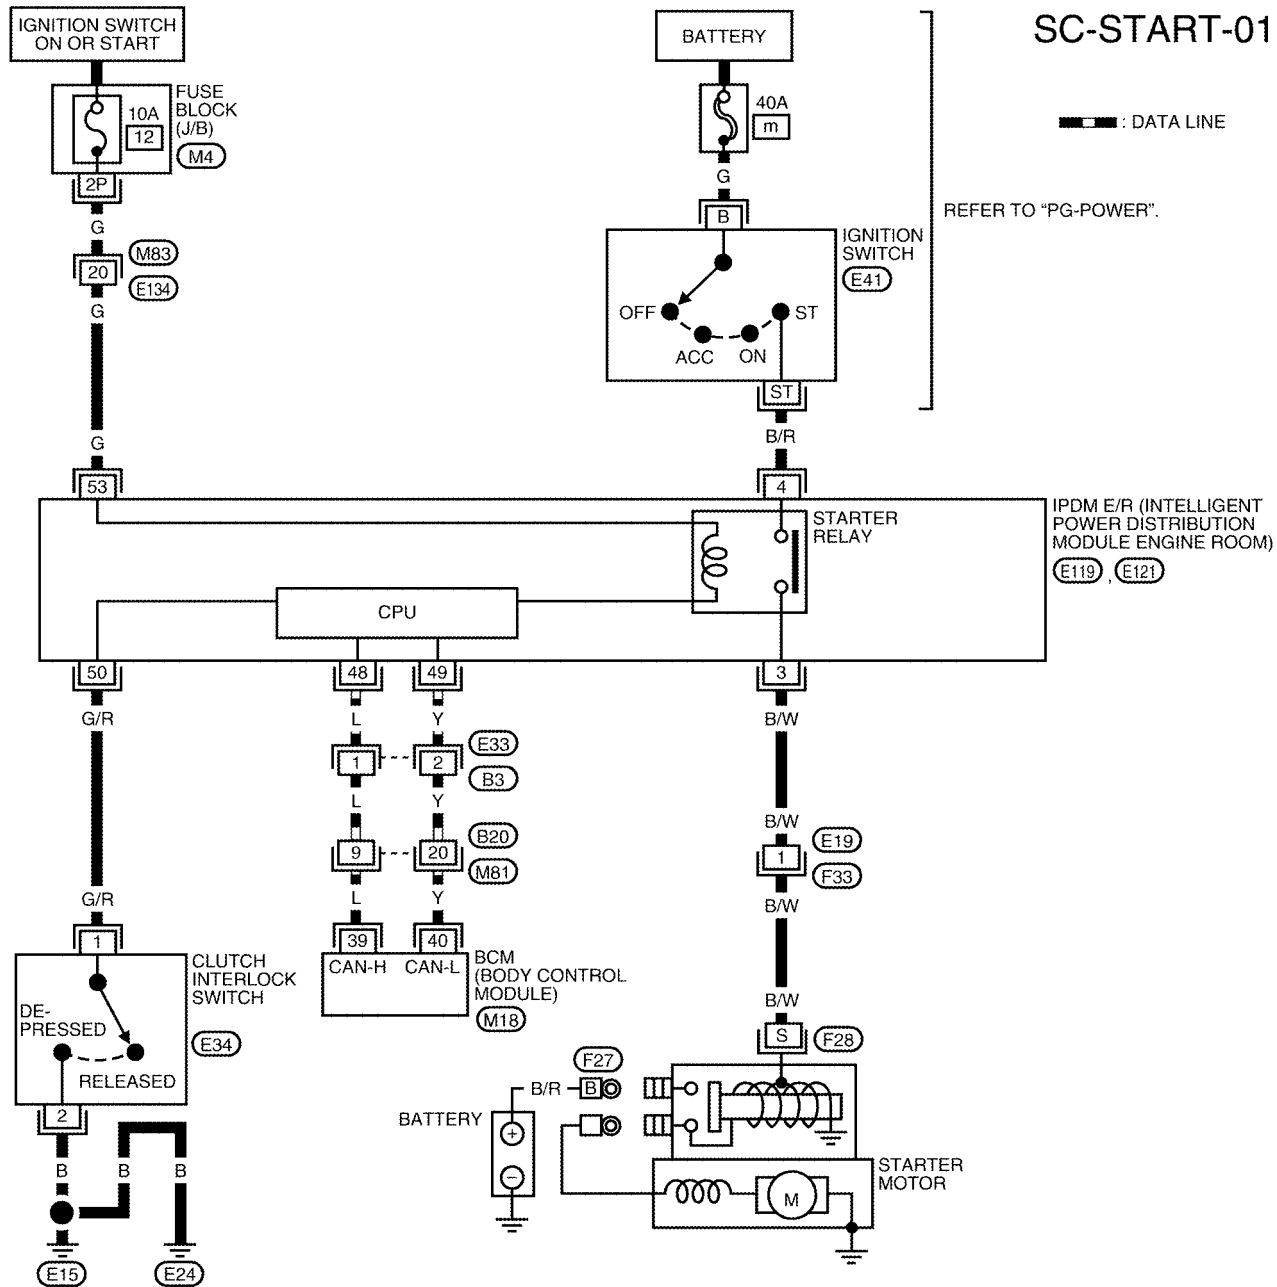 IGNITION SWITCH
ON OR START
BATTERY
SC-START-01
FUSE
BLOCK
(J/B)
M4
10A
12
40A
m
: DATA LINE
2P
G
G
B
REFER TO “PG-POWER”.
M83
20
E134
G
IGNITION
SWITCH
E41
OFF
ST
ACC
ON
ST
G
B/R
53
4
IPDM E/R (INTELLIGENT
POWER DISTRIBUTION
MODULE ENGINE ROOM)
E119 , E121
STARTER
RELAY
CPU
50
48
49
3
G/R
L
Y
B/W
E33
1
2
B3
L
Y
B/W
B20
9
20
M81
E19
1
F33
L
Y
G/R
B/W
1
39
40
CAN-H
CAN-L
BCM
(BODY CONTROL
MODULE)
M18
CLUTCH
INTERLOCK
SWITCH
E34
DE-
PRESSED
RELEASED
2
B/W
S
F28
F27
B/R
B
BATTERY
+
−
STARTER
MOTOR
M
B
B
B
E15
E24